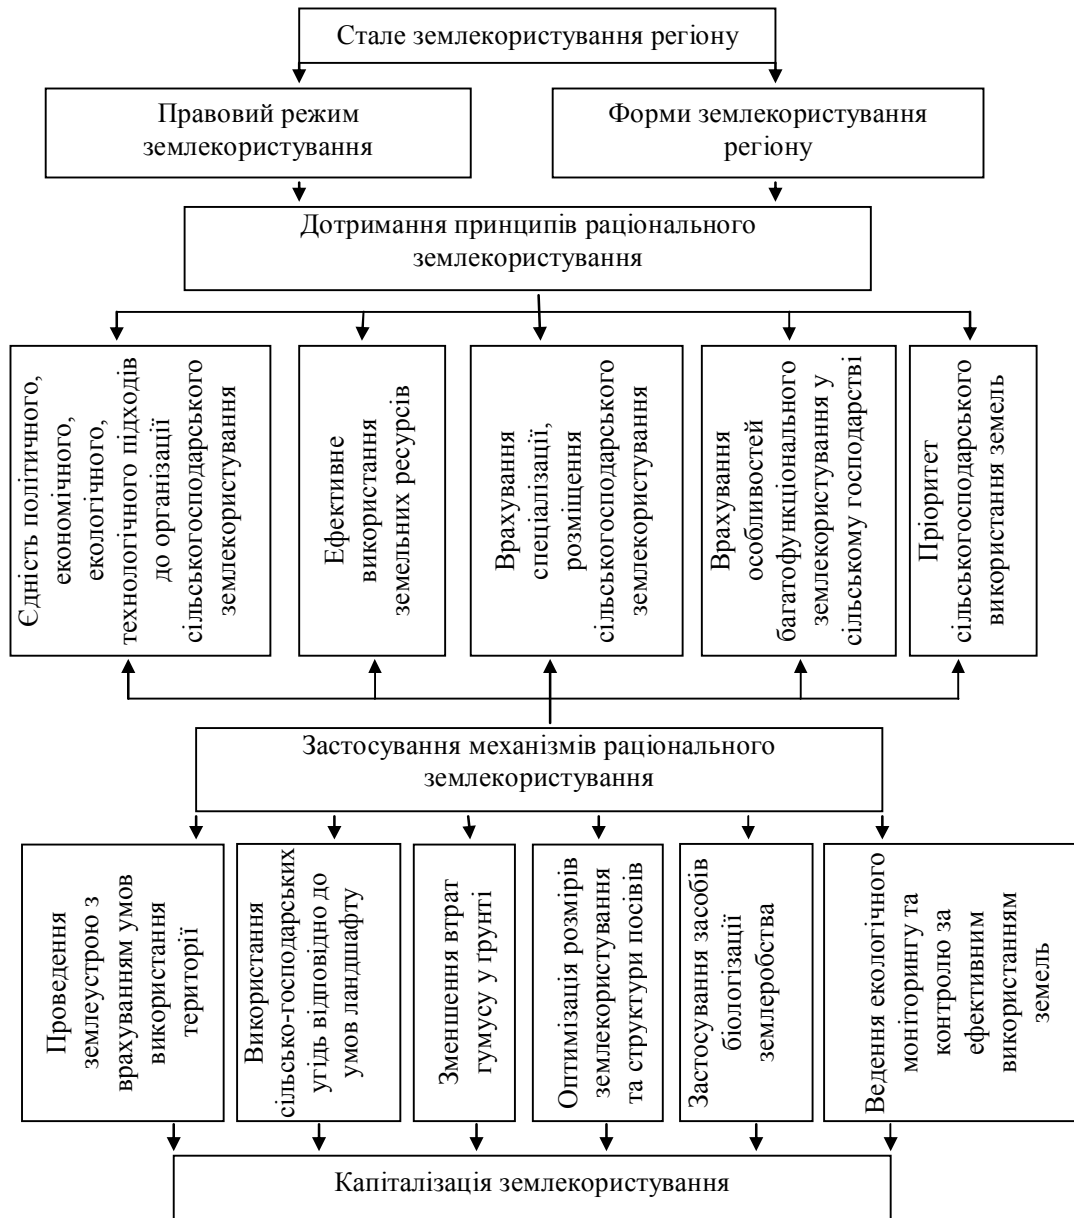 Стале землекористування регіону
Правовий режим
землекористування
Форми землекористування
регіону
Дотримання принципів раціонального
землекористування
Єдність політичного,
економічного,
екологічного,
технологічного підходів
до організації
сільськогосподарського
землекористування
Ефективне
використання
земельних ресурсів
Врахування
спеціалізації,
розміщення
сільськогосподарського
землекористування
Врахування
особливостей
багатофункціонального
землекористування у
сільському господарстві
Пріоритет
сільськогосподарського
використання земель
Застосування механізмів раціонального
землекористування
Проведення
землеустрою з
врахуванням умов
використання
території
Використання
сільсько-господарських
угідь відповідно до
умов ландшафту
Зменшення втрат
гумусу у ґрунті
Оптимізація розмірів
землекористування
та структури посівів
Застосування засобів
біологізації
землеробства
Ведення екологічного
моніторингу та
контролю за
ефективним
використанням
земель
Капіталізація землекористування